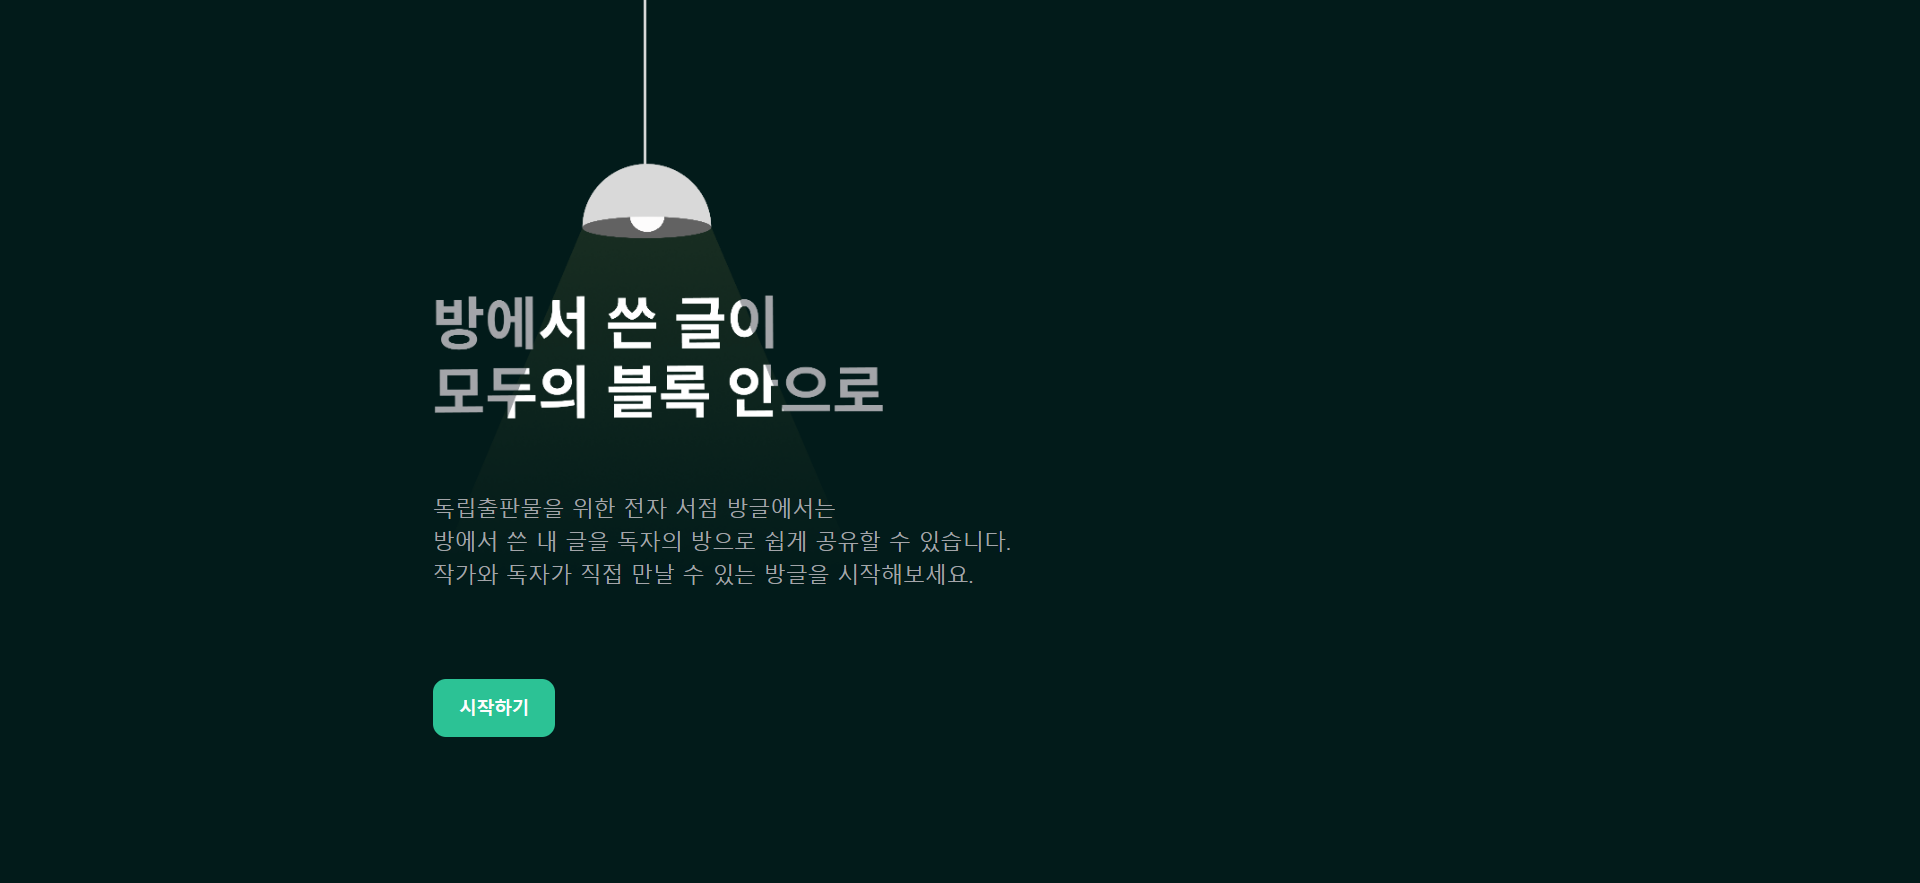 방에서 쓴 글이
모두의 블록 안으로
독립출판물을 위한 전자 서점 방글에서는
방에서 쓴 내 글을 독자의 방으로 쉽게 공유할 수 있습니다.
작가와 독자가 직접 만날 수 있는 방글을 시작해보세요.
시작하기